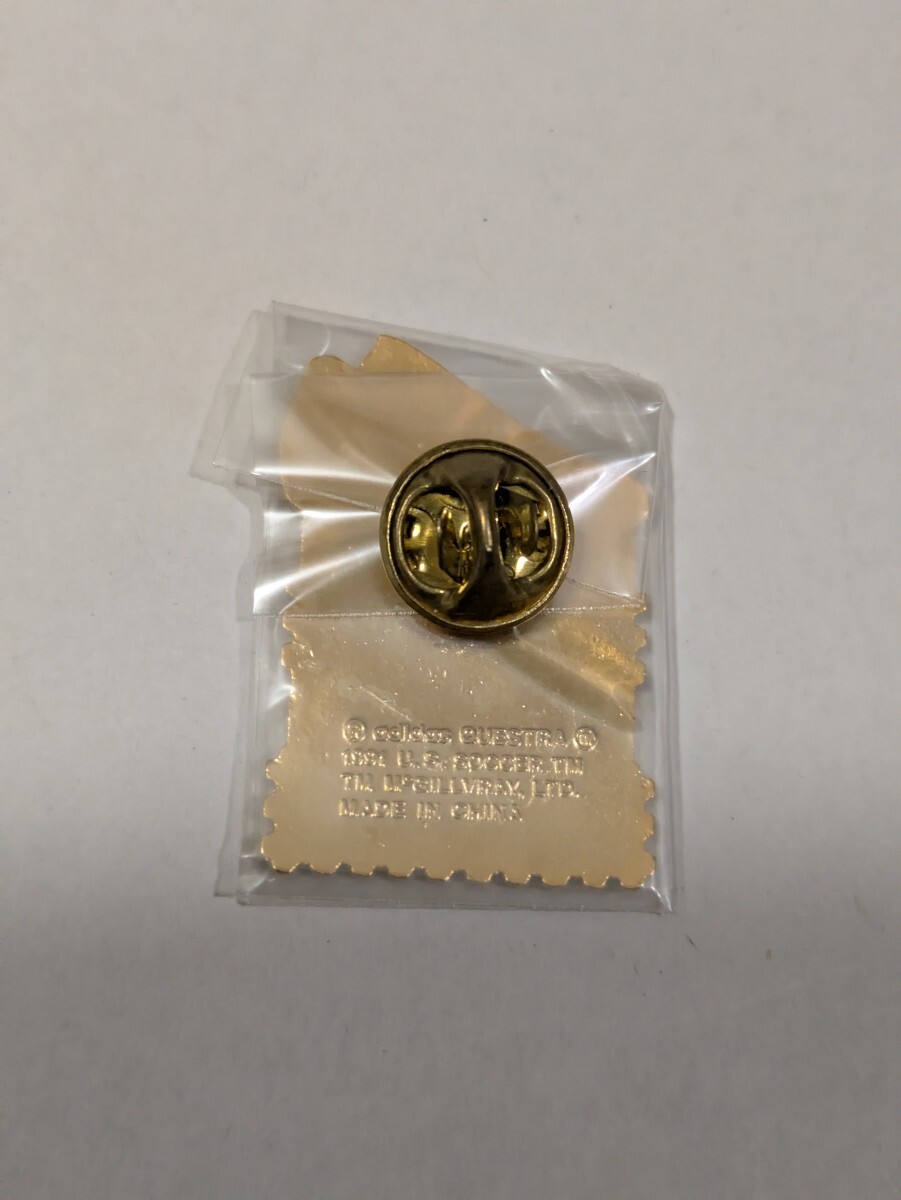 ® adidas QUESTRA ®
1991 U.S. SOCCER TM
TM McGILLVRAY, LTD.
MADE IN CHINA